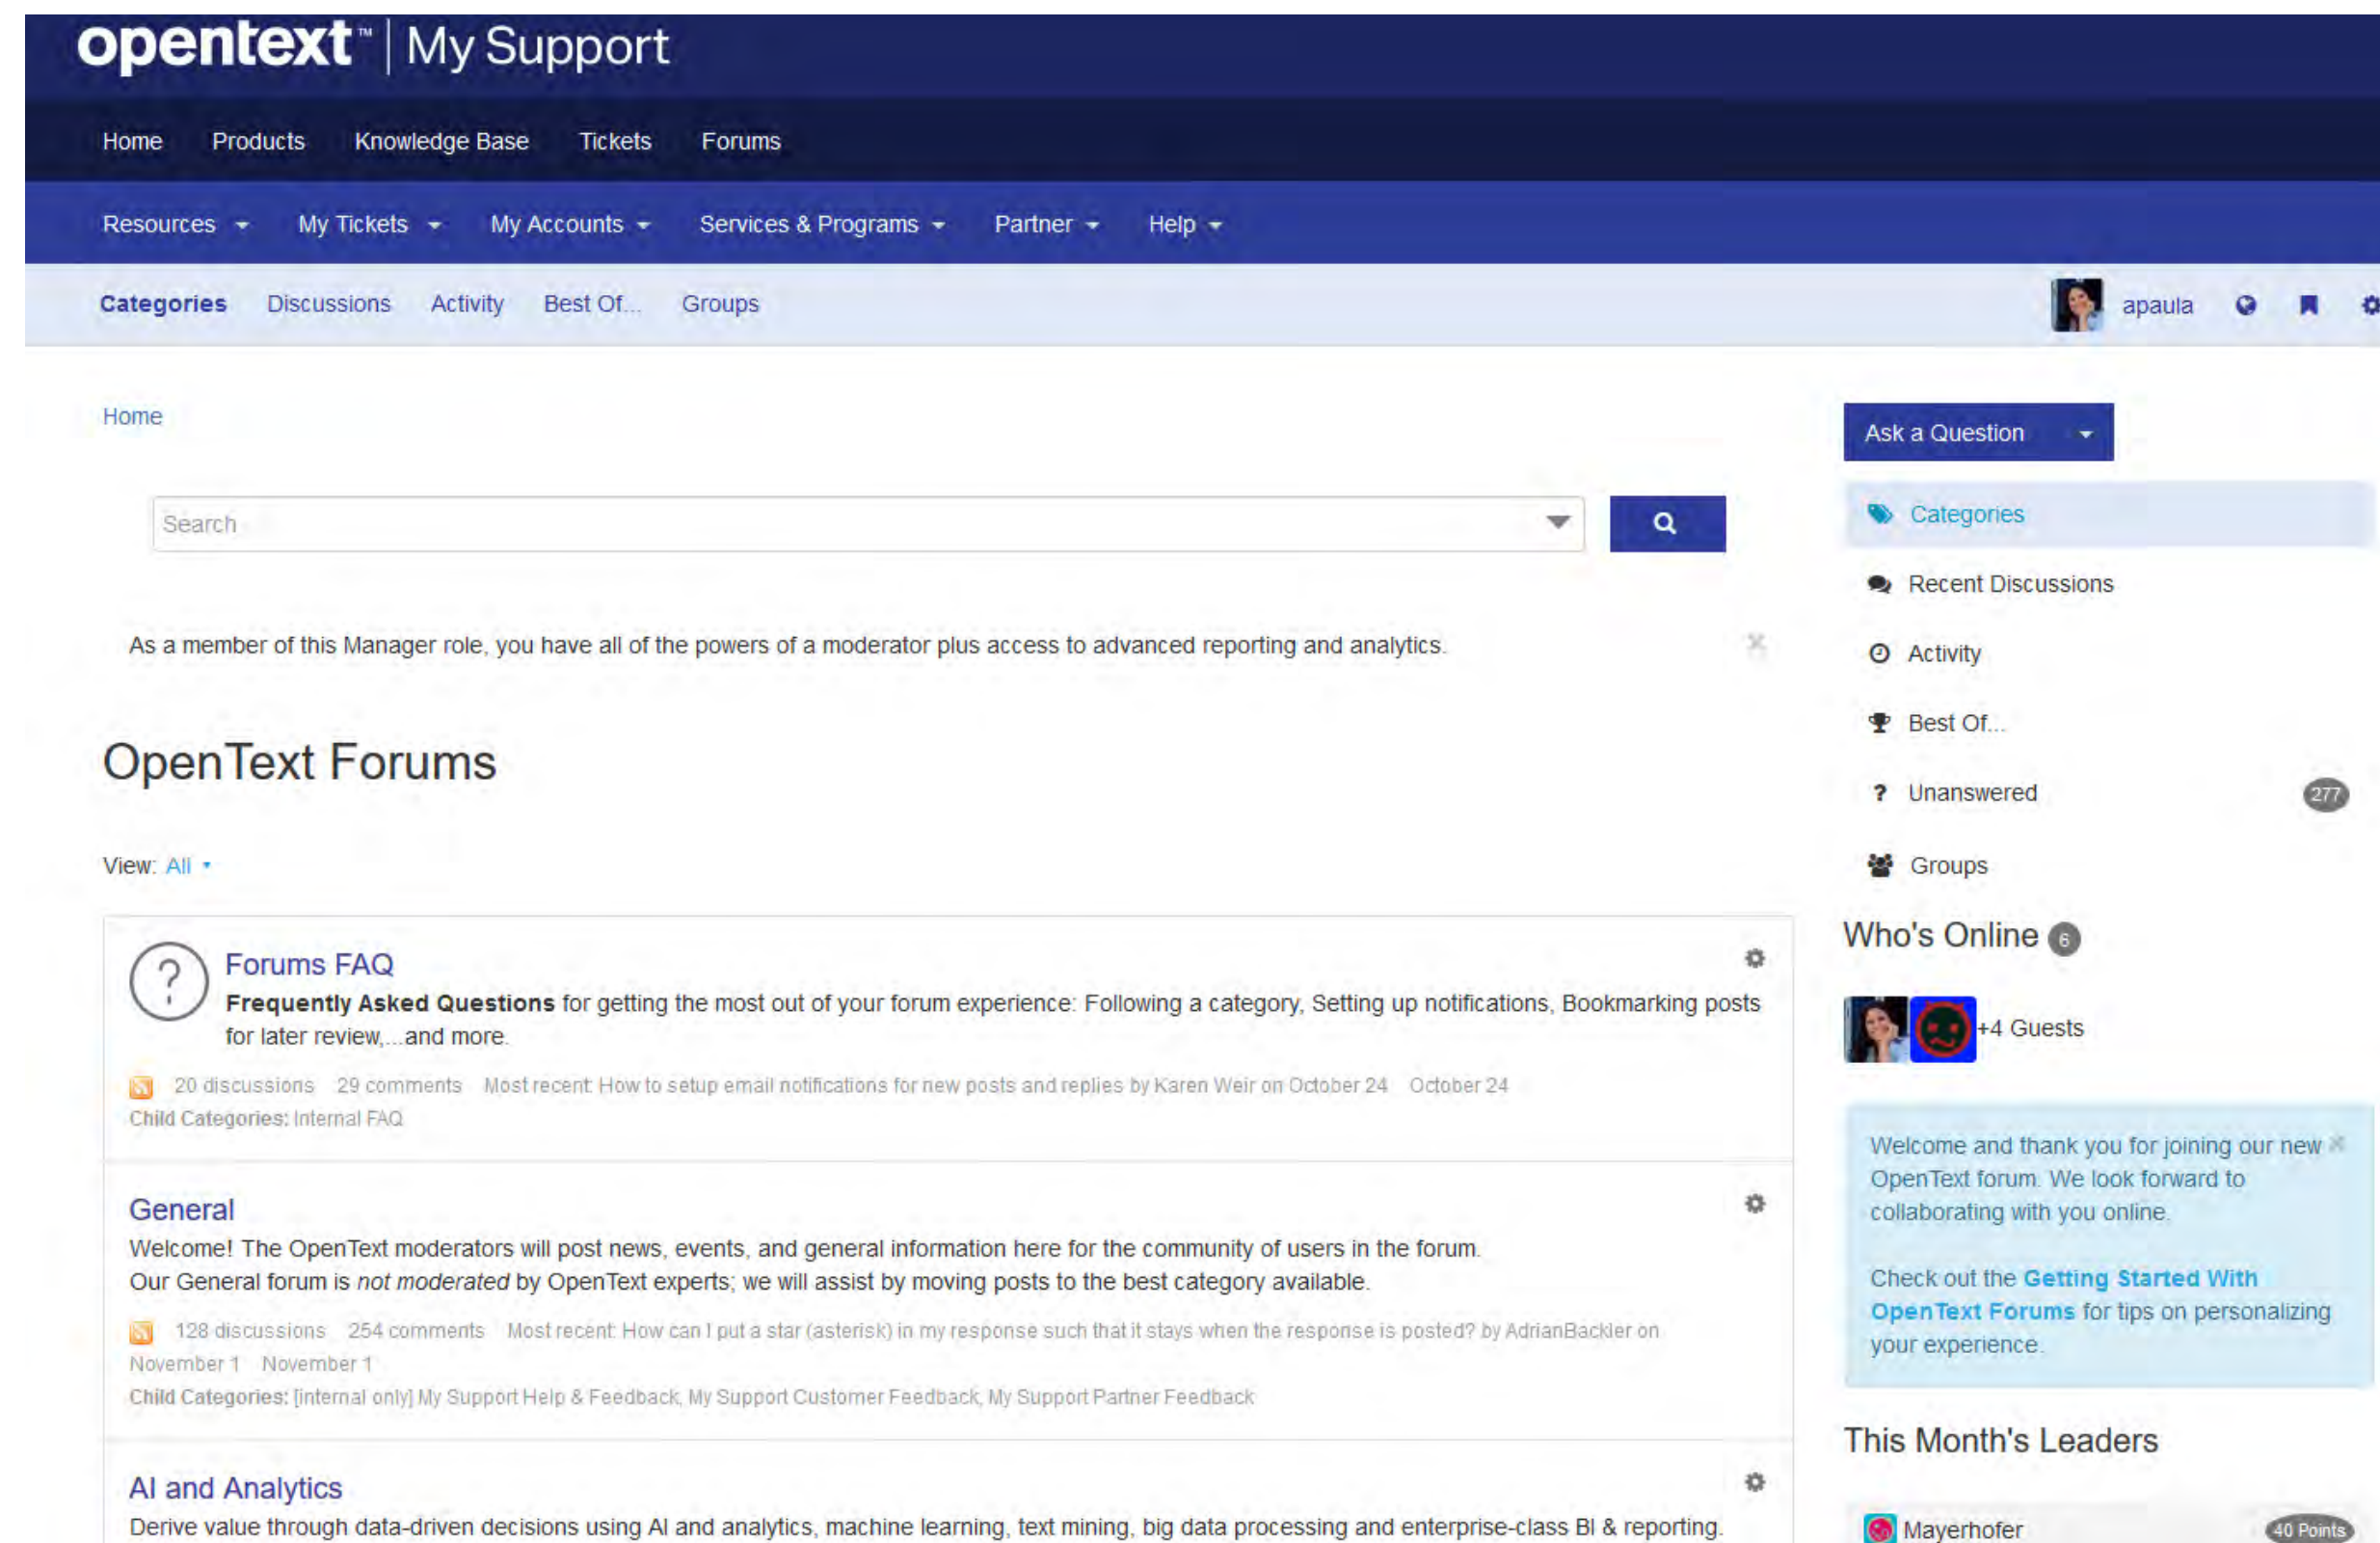 opentext™ | My Support
Home Products Knowledge Base Tickets Forums
Resources My Tickets My Accounts Services & Programs Partner Help
Categories Discussions Activity Best Of... Groups apaula
Home
Search
As a member of this Manager role, you have all of the powers of a moderator plus access to advanced reporting and analytics.
OpenText Forums
View: All
Forums FAQ
Frequently Asked Questions for getting the most out of your forum experience: Following a category, Setting up notifications, Bookmarking posts
for later review,...and more.
20 discussions 29 comments Most recent: How to setup email notifications for new posts and replies by Karen Weir on October 24 October 24
Child Categories: Internal FAQ
General
Welcome! The OpenText moderators will post news, events, and general information here for the community of users in the forum.
Our General forum is not moderated by OpenText experts; we will assist by moving posts to the best category available.
128 discussions 254 comments Most recent: How can I put a star (asterisk) in my response such that it stays when the response is posted? by AdrianBackler on
November 1 November 1
Child Categories: [internal only] My Support Help & Feedback, My Support Customer Feedback, My Support Partner Feedback
AI and Analytics
Derive value through data-driven decisions using AI and analytics, machine learning, text mining, big data processing and enterprise-class BI & reporting.
Ask a Question
Categories
Recent Discussions
Activity
Best Of...
Unanswered 277
Groups
Who's Online 6
+4 Guests
Welcome and thank you for joining our new
OpenText forum. We look forward to
collaborating with you online.
Check out the Getting Started With
OpenText Forums for tips on personalizing
your experience.
This Month's Leaders
Mayerhofer 40 Points